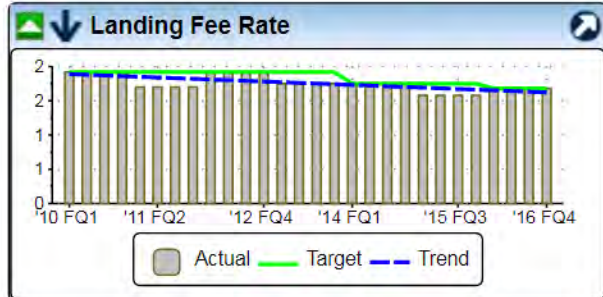 Landing Fee Rate
2
2
1
1
0
'10 FQ1 '11 FQ2 '12 FQ4 '14 FQ1 '15 FQ3 '16 FQ4
Actual Target Trend